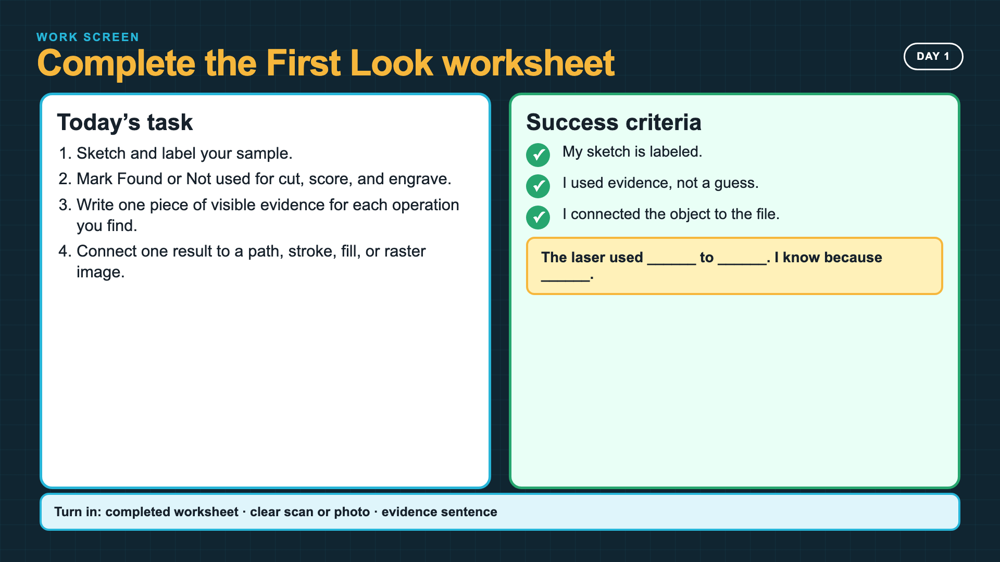 WORK SCREEN
Complete the First Look worksheet
DAY 1
Today’s task
1. Sketch and label your sample.
2. Mark Found or Not used for cut, score, and engrave.
3. Write one piece of visible evidence for each operation
you find.
4. Connect one result to a path, stroke, fill, or raster
image.
Success criteria
✓ My sketch is labeled.
✓ I used evidence, not a guess.
✓ I connected the object to the file.
The laser used ______ to ______. I know because
______.
Turn in: completed worksheet · clear scan or photo · evidence sentence